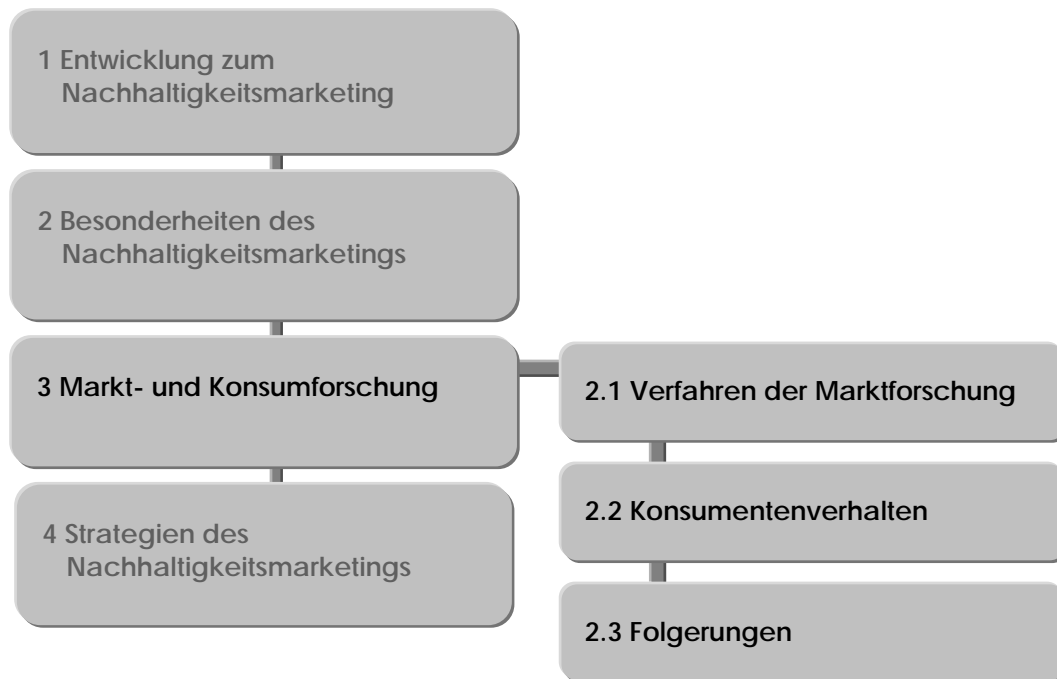 1 Entwicklung zum
Nachhaltigkeitsmarketing
2 Besonderheiten des
Nachhaltigkeitsmarketings
3 Markt- und Konsumforschung
2.1 Verfahren der Marktforschung
2.2 Konsumentenverhalten
4 Strategien des
Nachhaltigkeitsmarketings
2.3 Folgerungen